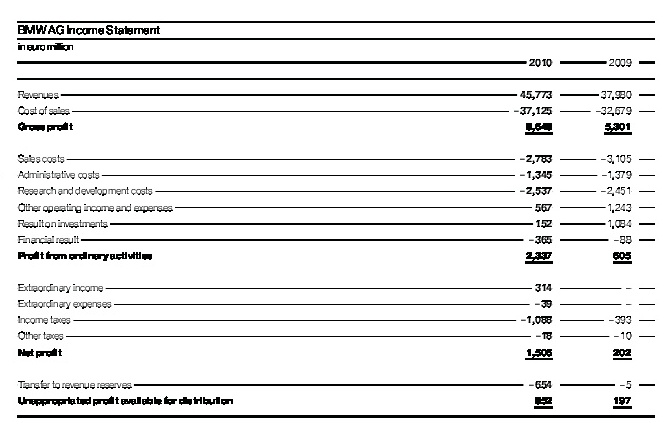 BMW AG Income Statement
in euro million
2010 2009
Revenues 45,773 37,980
Cost of sales –37,125 –32,679
Gross profit 8,648 5,301
Sales costs –2,783 –3,105
Administrative costs –1,345 –1,379
Research and development costs –2,537 –2,451
Other operating income and expenses 567 1,243
Result on investments 152 1,084
Financial result –365 –88
Profit from ordinary activities 2,337 605
Extraordinary income 314 –
Extraordinary expenses –39 –
Income taxes –1,088 –393
Other taxes –18 –10
Net profit 1,506 202
Transfer to revenue reserves –654 –5
Unappropriated profit available for distribution 852 197